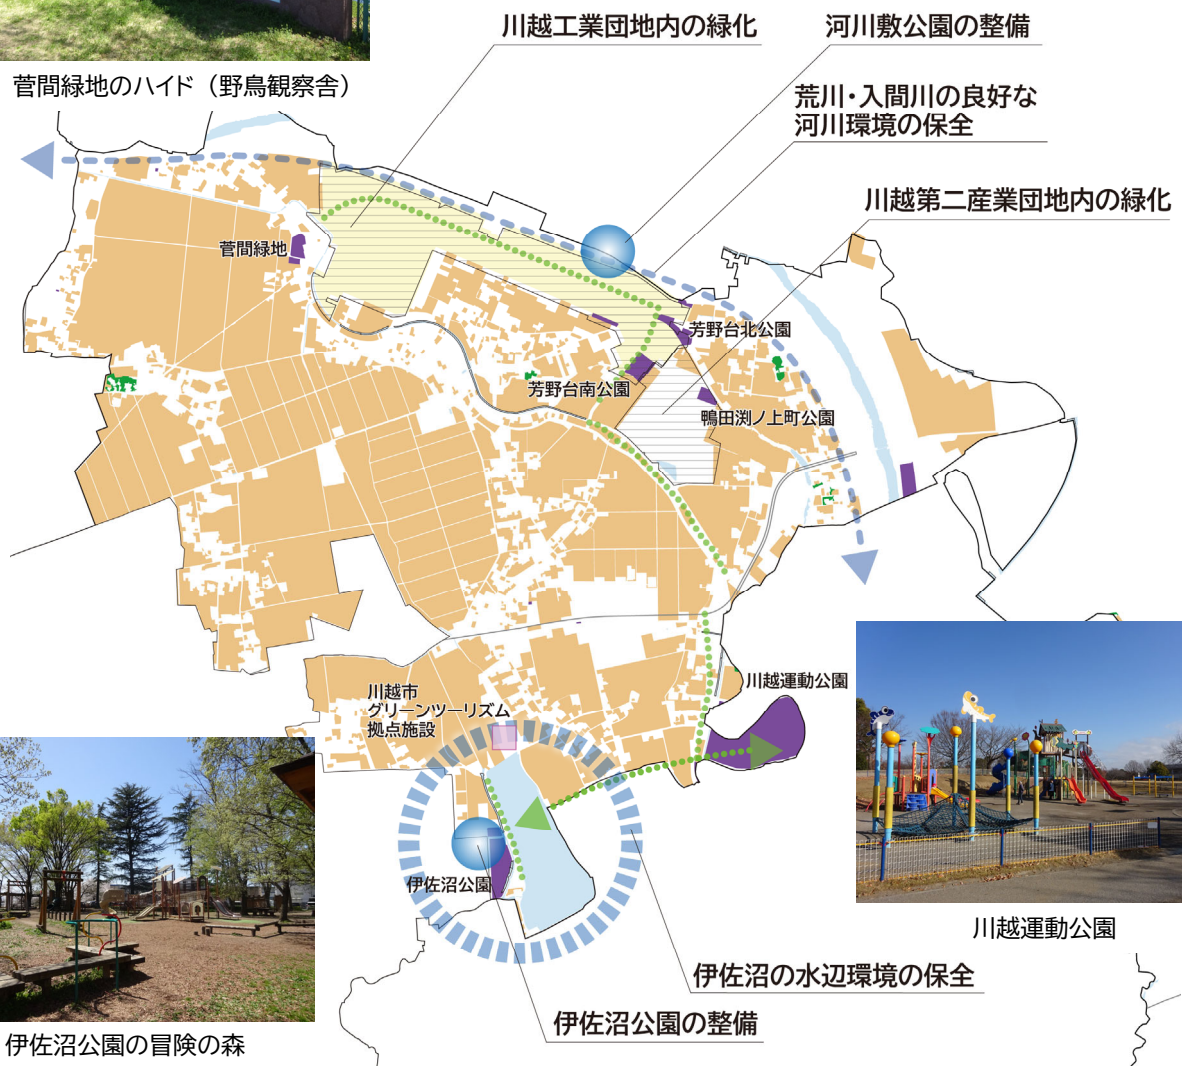 川越工業団地内の緑化
河川敷公園の整備
菅間緑地のハイド（野鳥観察舎）
荒川・入間川の良好な
河川環境の保全
川越第二産業団地内の緑化
菅間緑地
芳野台北公園
芳野台南公園
鴨田渕ノ上町公園
川越運動公園
川越市
グリーンツーリズム
拠点施設
伊佐沼公園
川越運動公園
伊佐沼の水辺環境の保全
伊佐沼公園の整備
伊佐沼公園の冒険の森